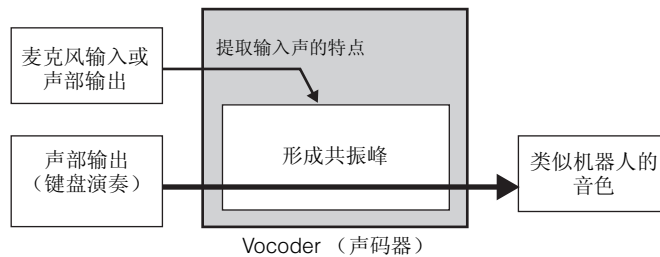 麦克风输入或
声部输出
提取输入声的特点
声部输出
（键盘演奏）
形成共振峰
类似机器人的
音色
Vocoder （声码器）